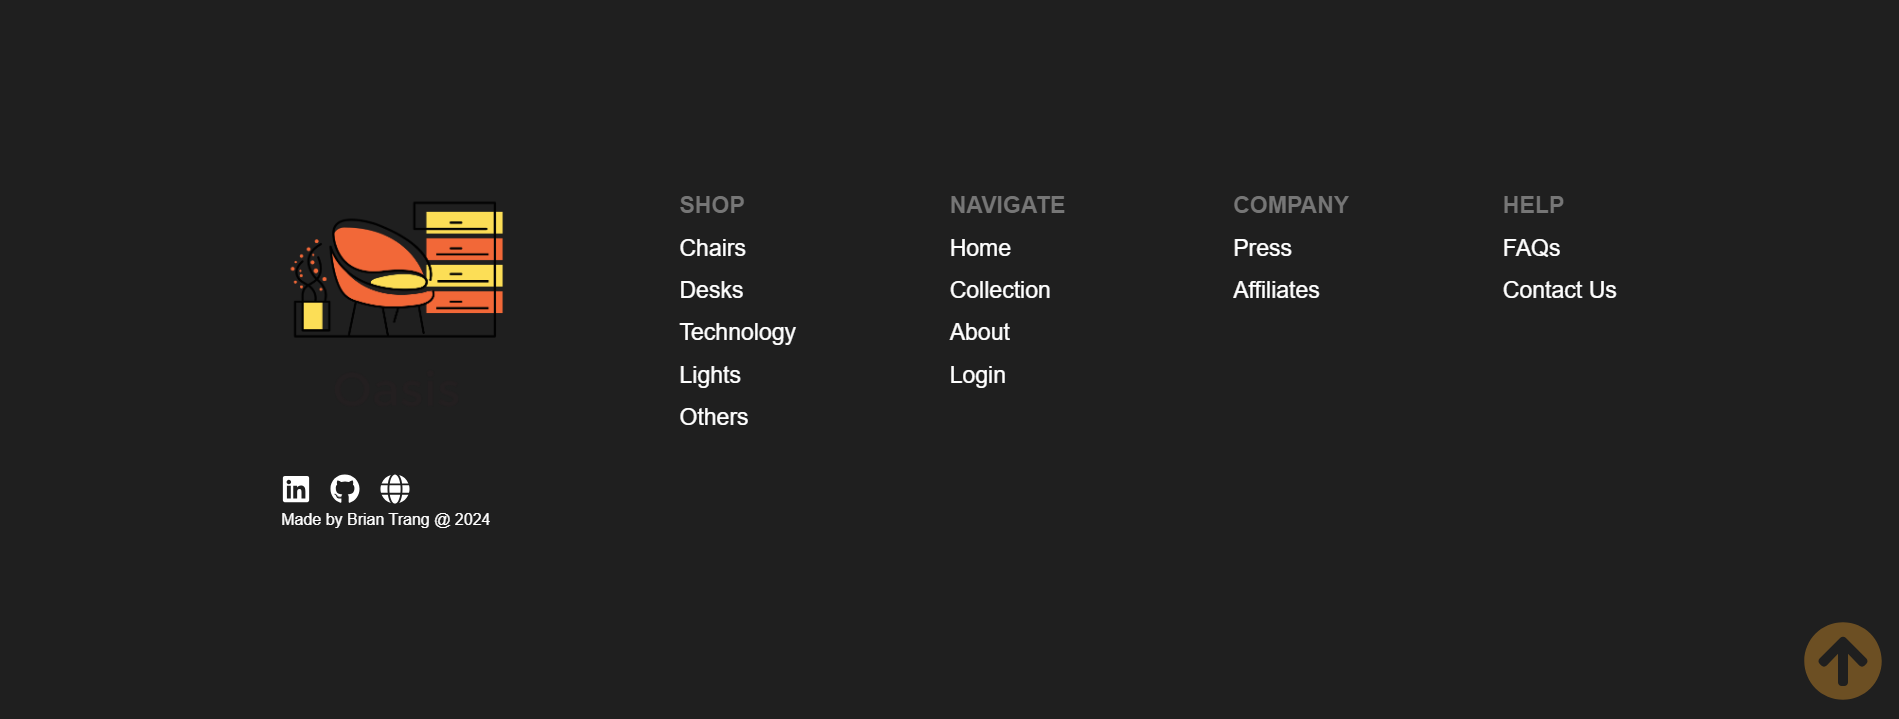 SHOP
Chairs
Desks
Technology
Lights
Others
NAVIGATE
Home
Collection
About
Login
COMPANY
Press
Affiliates
HELP
FAQs
Contact Us
in
Made by Brian Trang @ 2024